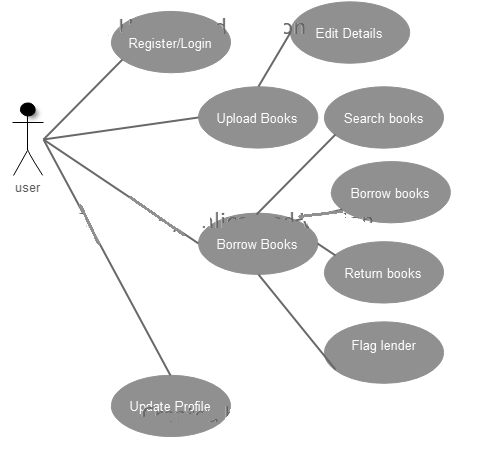 Register/Login
Edit Details
Upload Books
Search books
user
Borrow books
Borrow Books
Return books
Flag lender
Update Profile